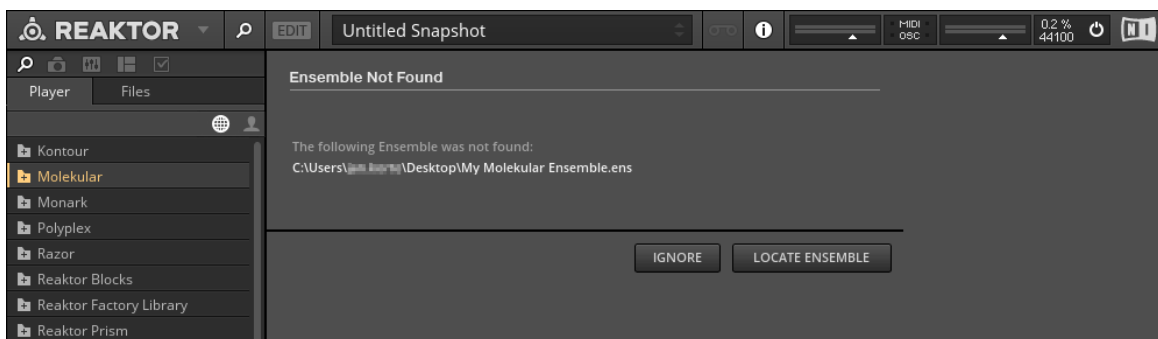 REAKTOR
EDIT
Untitled Snapshot
MIDI
OSC
0.2 %
44100
NI
Player
Files
Ensemble Not Found
The following Ensemble was not found:
C:\Users\ \Desktop\My Molekular Ensemble.ens
Kontour
Molekular
Monark
Polyplex
Razor
Reaktor Blocks
Reaktor Factory Library
Reaktor Prism
IGNORE
LOCATE ENSEMBLE